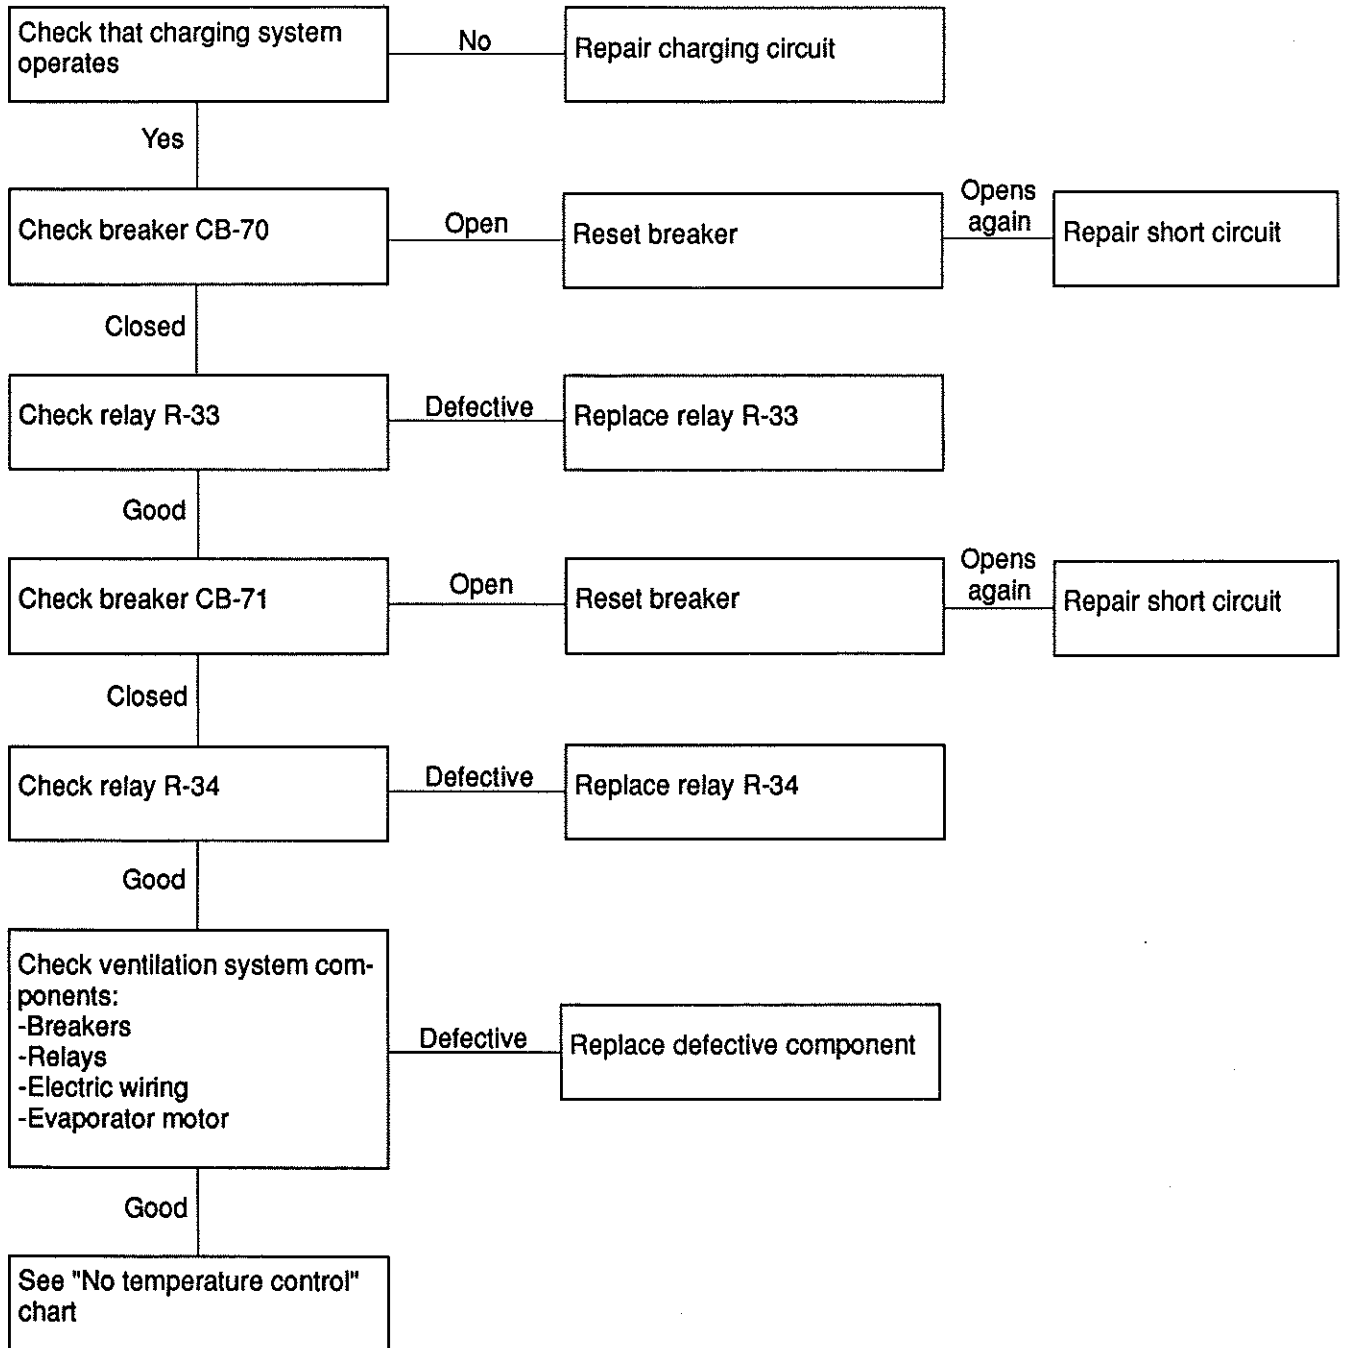 Check that charging system
operates
No
Repair charging circuit
Yes
Check breaker CB-70
Open
Reset breaker
Opens
again
Repair short circuit
Closed
Check relay R-33
Defective
Replace relay R-33
Good
Check breaker CB-71
Open
Reset breaker
Opens
again
Repair short circuit
Closed
Check relay R-34
Defective
Replace relay R-34
Good
Check ventilation system com-
ponents:
-Breakers
-Relays
-Electric wiring
-Evaporator motor
Defective
Replace defective component
Good
See "No temperature control"
chart